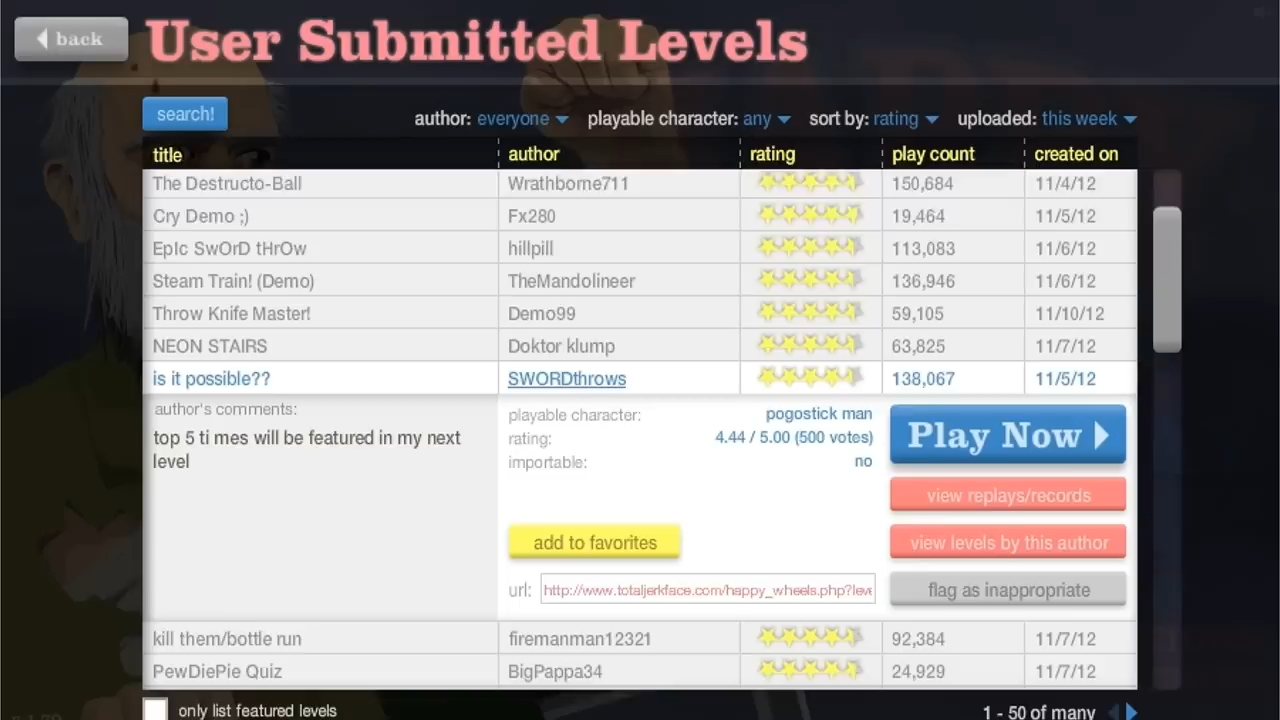 back
User Submitted Levels
search!
author: everyone playable character: any sort by: rating uploaded: this week
title author rating play count created on
The Destructo-Ball Wrathborne711 150,684 11/4/12
Cry Demo ;) Fx280 19,464 11/5/12
EpIc SwOrD tHrOw hillpill 113,083 11/6/12
Steam Train! (Demo) TheMandolineer 136,946 11/6/12
Throw Knife Master! Demo99 59,105 11/10/12
NEON STAIRS Doktor klump 63,825 11/7/12
is it possible?? SWORDthrows 138,067 11/5/12
author's comments:
top 5 ti mes will be featured in my next
level
playable character: pogostick man
rating: 4.44 / 5.00 (500 votes)
importable: no
add to favorites
url: http://www.totaljerkface.com/happy_wheels.php?leve
Play Now
view replays/records
view levels by this author
flag as inappropriate
kill them/bottle run firemanman12321 92,384 11/7/12
PewDiePie Quiz BigPappa34 24,929 11/7/12
only list featured levels
1 - 50 of many